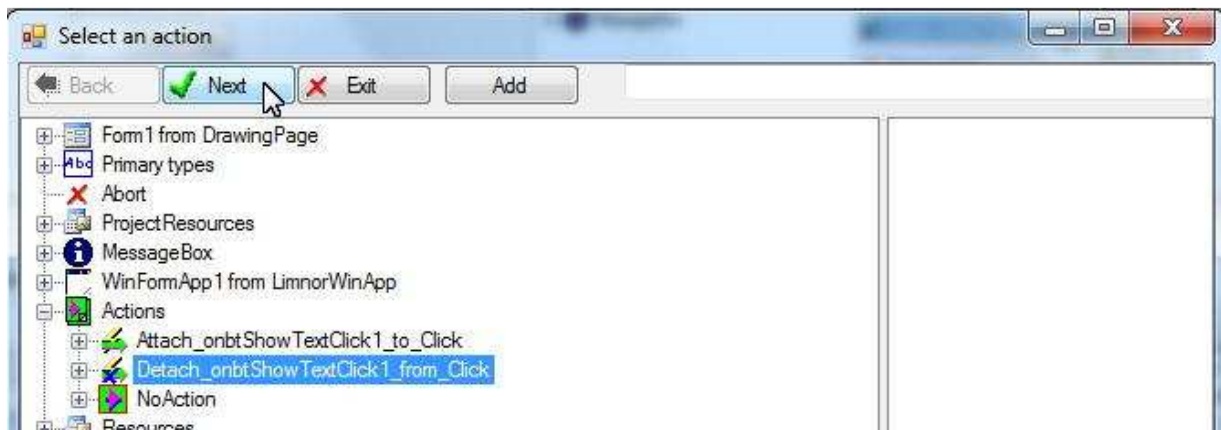 Select an action
Back Next Exit Add
Form1 from DrawingPage
Abc Primary types
Abort
ProjectResources
MessageBox
WinFormApp1 from LimnorWinApp
Actions
Attach_onbtShowTextClick1_to_Click
Detach_onbtShowTextClick1_from_Click
NoAction
Resources